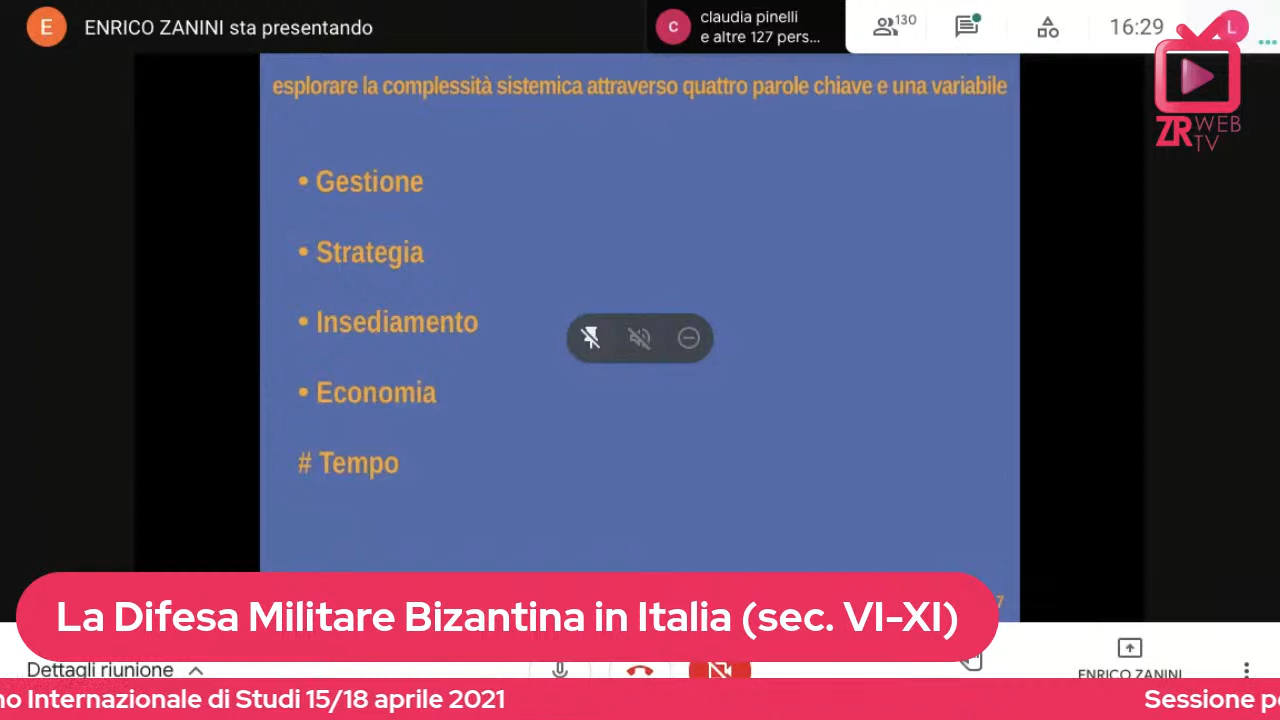 E ENRICO ZANINI sta presentando
c claudia pinelli
e altre 127 pers...
130
16:29
L
ZR WEB TV
esplorare la complessità sistemica attraverso quattro parole chiave e una variabile
• Gestione
• Strategia
• Insediamento
• Economia
# Tempo
7
La Difesa Militare Bizantina in Italia (sec. VI-XI)
Dettagli riunione
ENRICO ZANINI
no Internazionale di Studi 15/18 aprile 2021
Sessione po